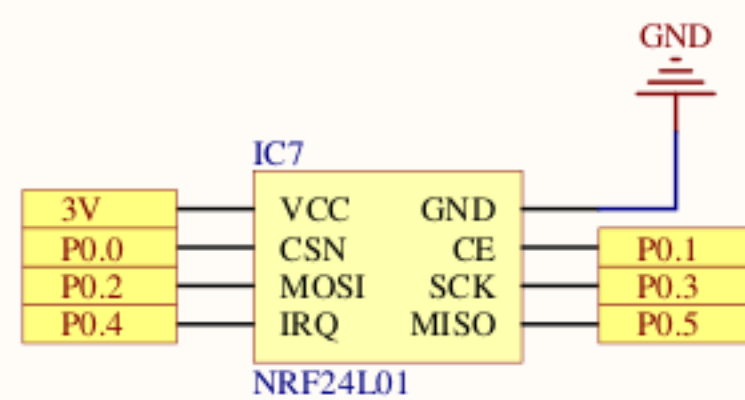 GND
IC7
3V VCC GND
P0.0 CSN CE P0.1
P0.2 MOSI SCK P0.3
P0.4 IRQ MISO P0.5
NRF24L01